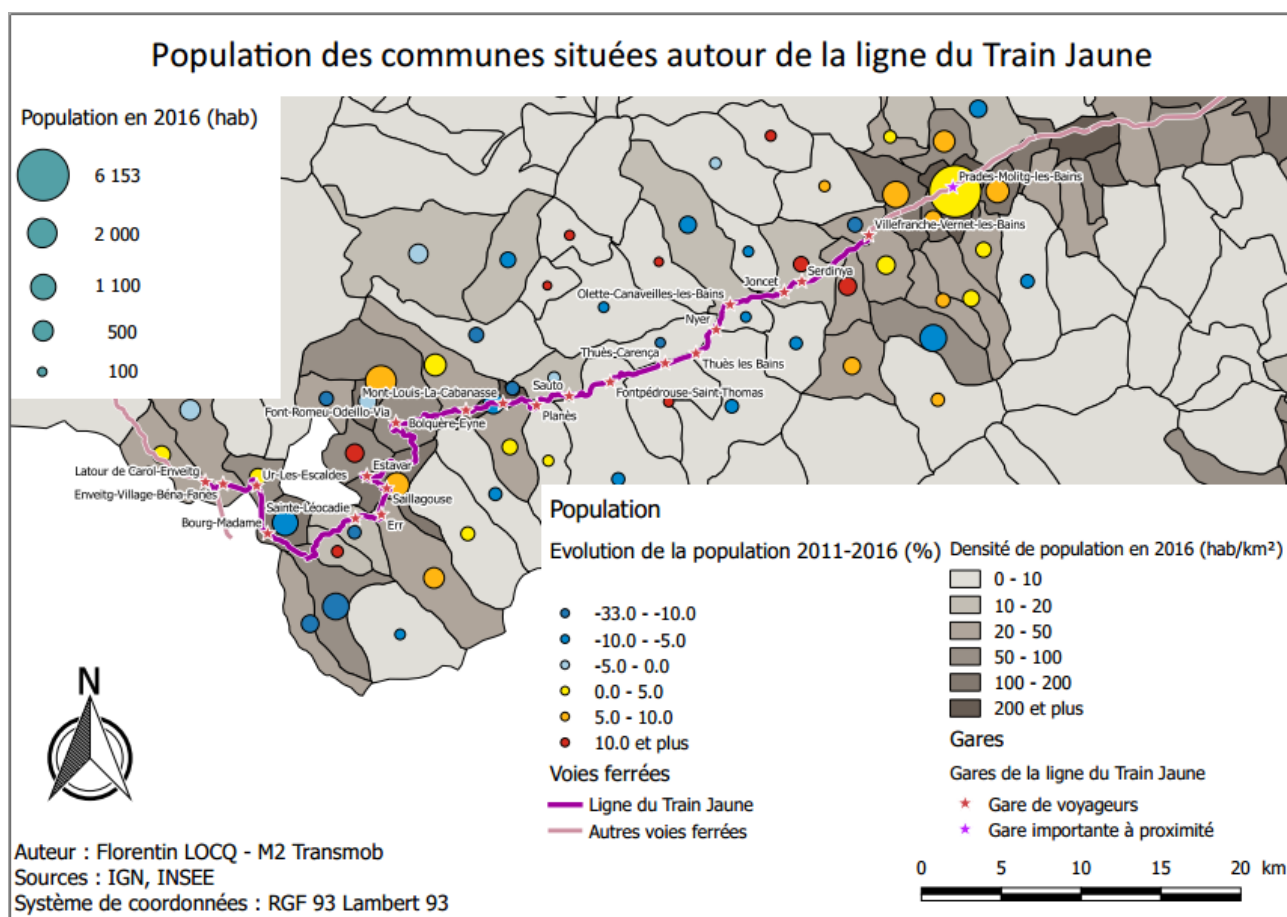 Population des communes situées autour de la ligne du Train Jaune
Population en 2016 (hab)
6 153
2 000
1 100
500
100
Prades-Molitg-les-Bains
Villefranche-Vernet-les-Bains
Serdinya
Joncet
Olette-Canaveilles-les-Bains
Nyer
Thuès-Carença
Thuès les Bains
Fontpédrouse-Saint-Thomas
Sauto
Mont-Louis-La-Cabanasse
Planès
Font-Romeu-Odeillo-Via
Bolquère-Eyne
Estavar
Latour de Carol-Enveitg
Ur-Les-Escaldes
Saillagouse
Enveitg-Village-Béna-Fanès
Sainte-Léocadie
Err
Bourg-Madame
Population
Evolution de la population 2011-2016 (%)
-33.0 - -10.0
-10.0 - -5.0
-5.0 - 0.0
0.0 - 5.0
5.0 - 10.0
10.0 et plus
Voies ferrées
Ligne du Train Jaune
Autres voies ferrées
Densité de population en 2016 (hab/km²)
0 - 10
10 - 20
20 - 50
50 - 100
100 - 200
200 et plus
Gares
Gares de la ligne du Train Jaune
Gare de voyageurs
Gare importante à proximité
N
Auteur : Florentin LOCQ - M2 Transmob
Sources : IGN, INSEE
Système de coordonnées : RGF 93 Lambert 93
0 5 10 15 20 km